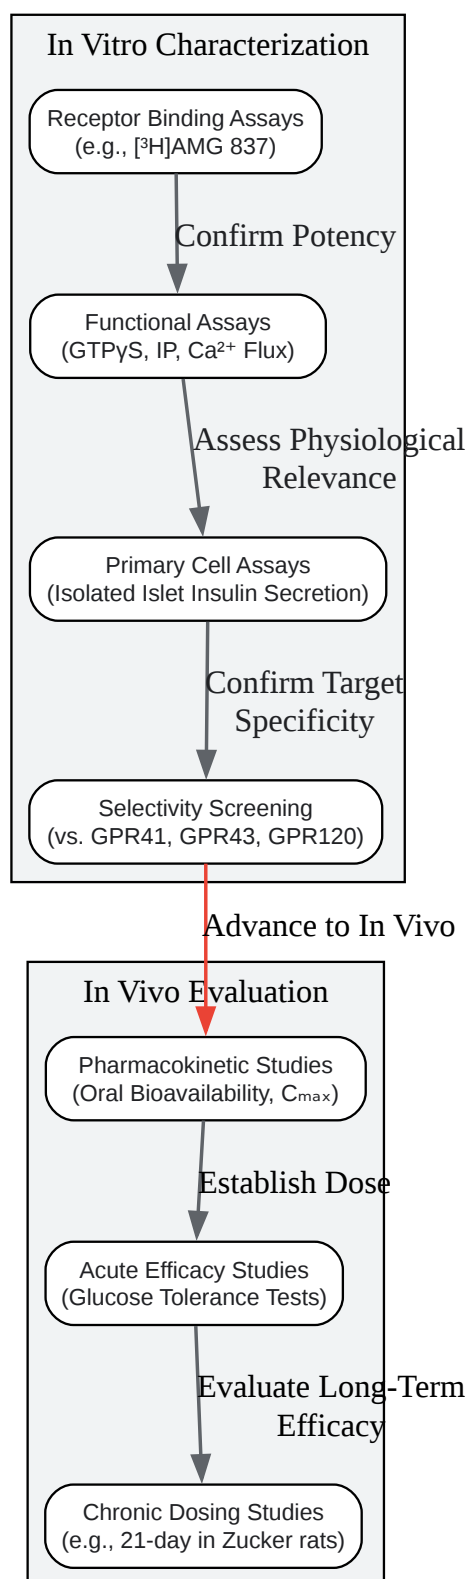 In Vitro Characterization
Receptor Binding Assays
(e.g., [³H]AMG 837)
Confirm Potency
Functional Assays
(GTPγS, IP, Ca²⁺ Flux)
Assess Physiological
Relevance
Primary Cell Assays
(Isolated Islet Insulin Secretion)
Confirm Target
Specificity
Selectivity Screening
(vs. GPR41, GPR43, GPR120)
Advance to In Vivo
In Vivo Evaluation
Pharmacokinetic Studies
(Oral Bioavailability, Cₘₐₓ)
Establish Dose
Acute Efficacy Studies
(Glucose Tolerance Tests)
Evaluate Long-Term
Efficacy
Chronic Dosing Studies
(e.g., 21-day in Zucker rats)